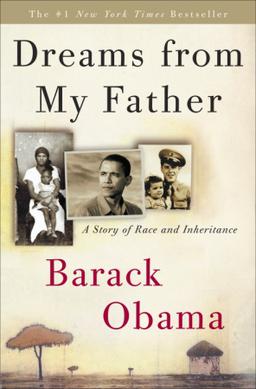 The #1 New York Times Bestseller
Dreams from
My Father
A Story of Race and Inheritance
Barack
Obama